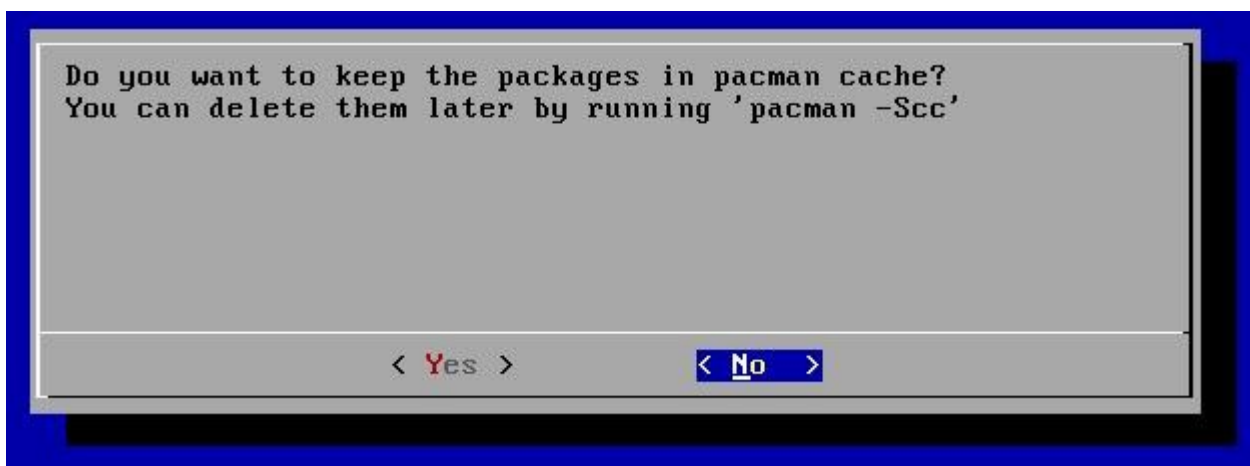 Do you want to keep the packages in pacman cache?
You can delete them later by running 'pacman -Scc'
< Yes > < No >